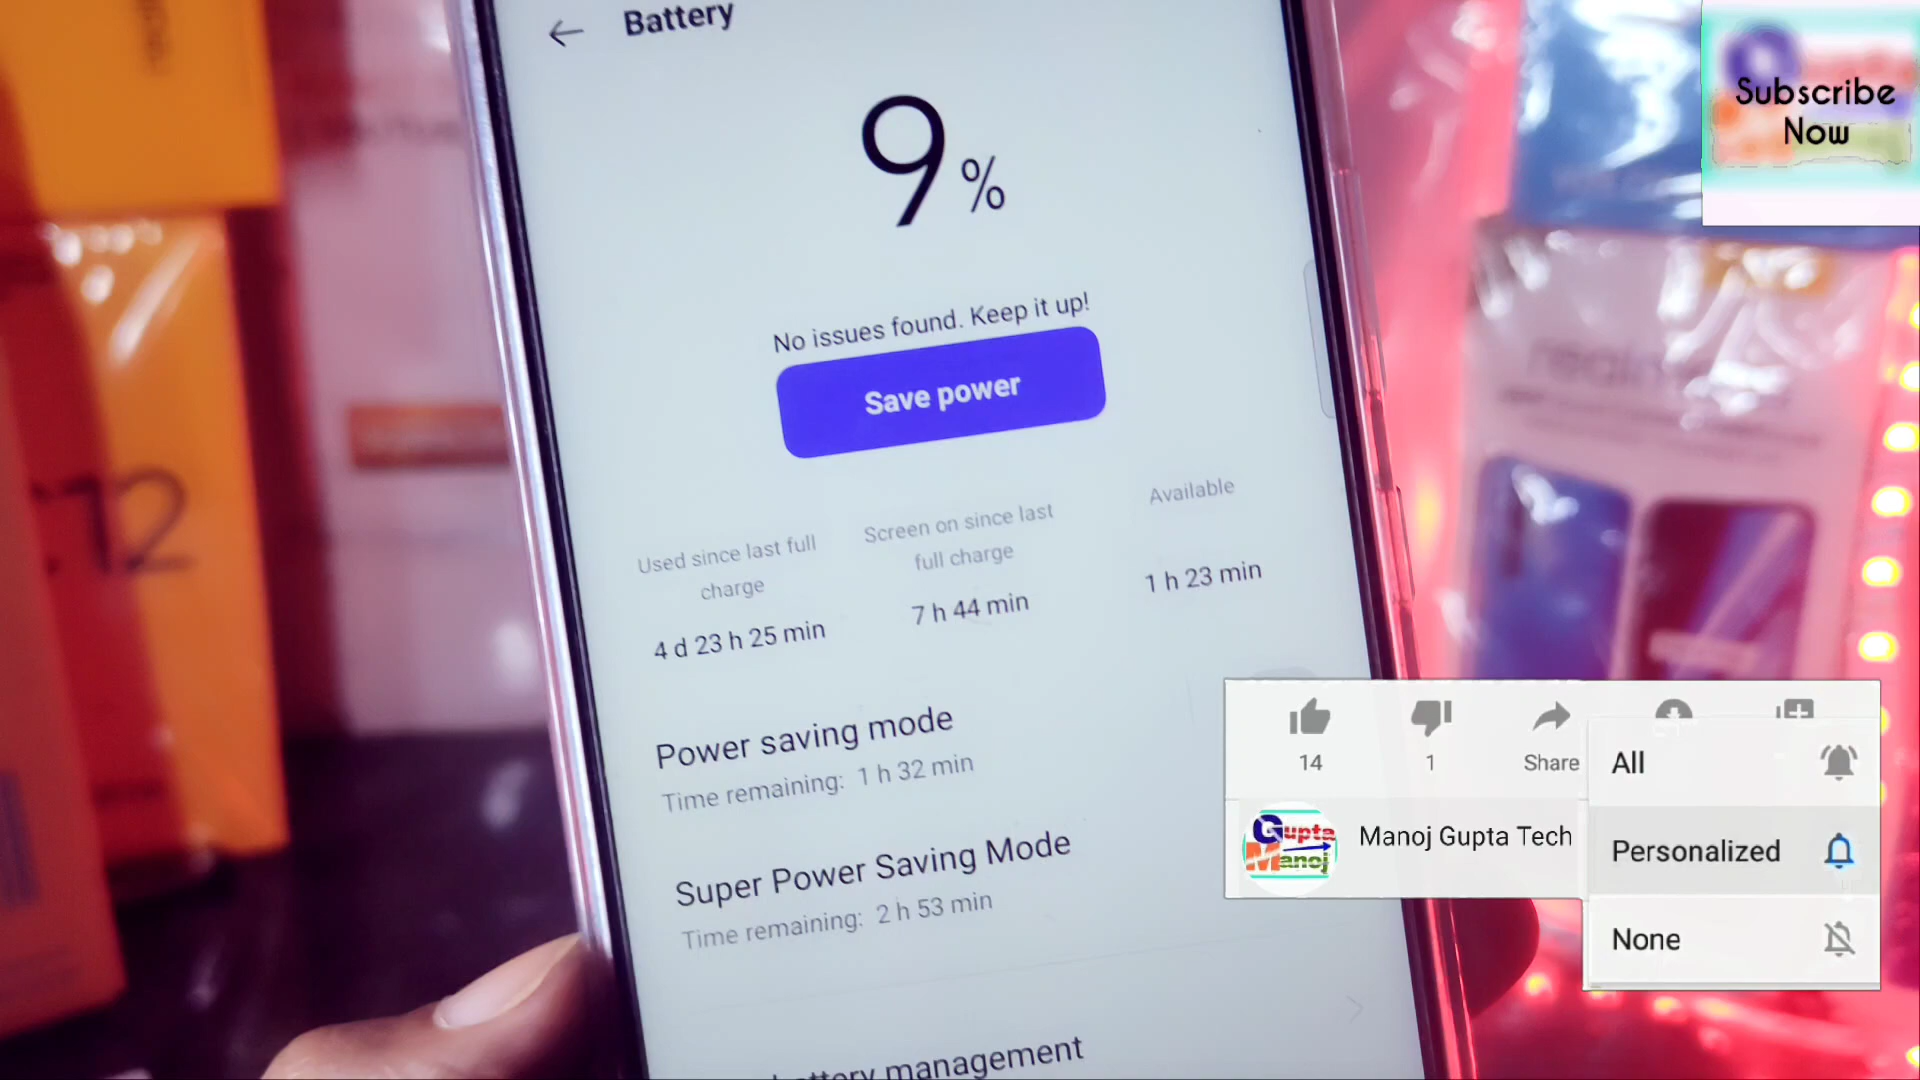 Battery
9%
No issues found. Keep it up!
Save power
Used since last full
charge
4 d 23 h 25 min
Screen on since last
full charge
7 h 44 min
Available
1 h 23 min
Power saving mode
Time remaining: 1 h 32 min
Super Power Saving Mode
Time remaining: 2 h 53 min
battery management
Subscribe
Now
12
14
1
Share
Gupta
Manoj
Manoj Gupta Tech
All
Personalized
None